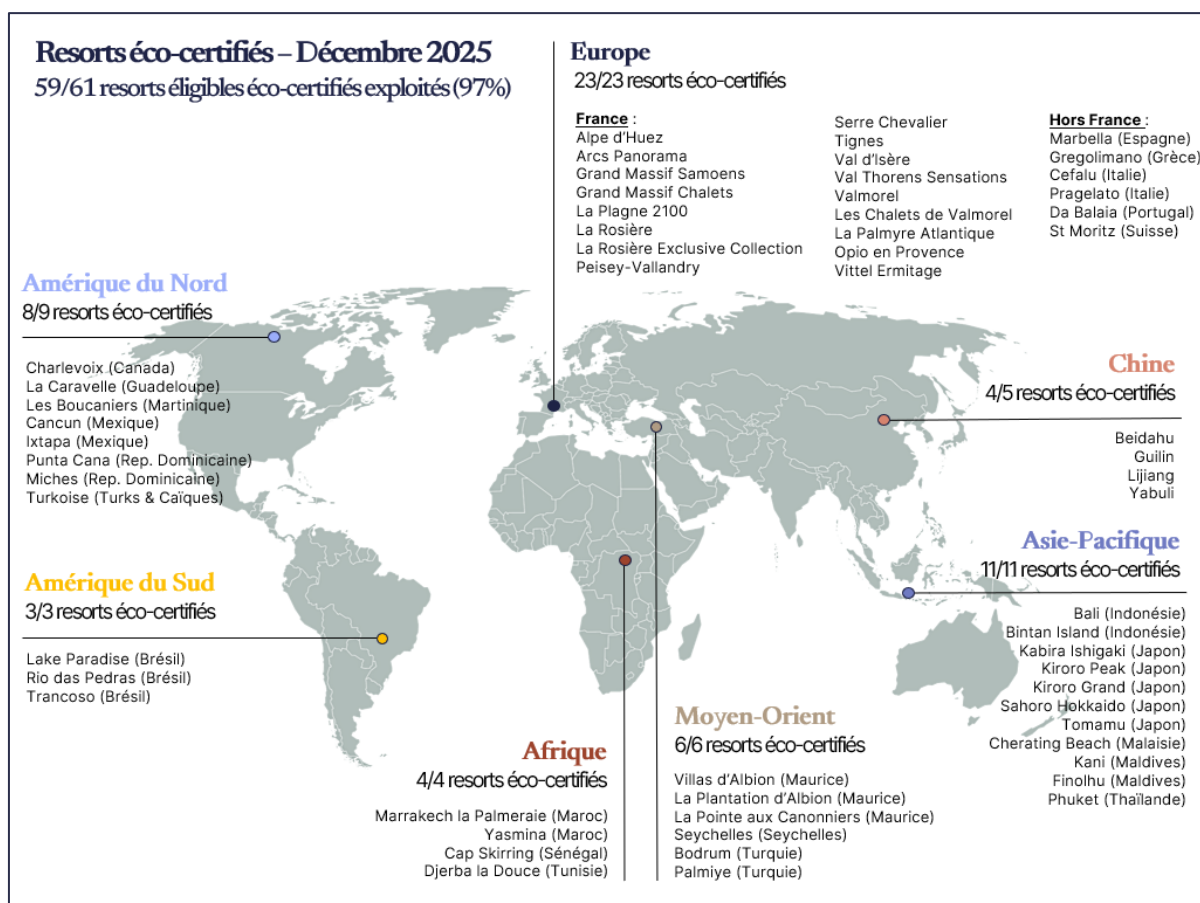 Resorts éco-certifiés – Décembre 2025
59/61 resorts éligibles éco-certifiés exploités (97%)
Europe
23/23 resorts éco-certifiés
France :
Alpe d'Huez
Arcs Panorama
Grand Massif Samoens
Grand Massif Chalets
La Plagne 2100
La Rosière
La Rosière Exclusive Collection
Peisey-Vallandry
Serre Chevalier
Tignes
Val d'Isère
Val Thorens Sensations
Valmorel
Les Chalets de Valmorel
La Palmyre Atlantique
Opio en Provence
Vittel Ermitage
Hors France :
Marbella (Espagne)
Gregolimano (Grèce)
Cefalu (Italie)
Pragelato (Italie)
Da Balaia (Portugal)
St Moritz (Suisse)
Amérique du Nord
8/9 resorts éco-certifiés
Charlevoix (Canada)
La Caravelle (Guadeloupe)
Les Boucaniers (Martinique)
Cancun (Mexique)
Ixtapa (Mexique)
Punta Cana (Rep. Dominicaine)
Miches (Rep. Dominicaine)
Turkoise (Turks & Caïques)
Chine
4/5 resorts éco-certifiés
Beidahu
Guilin
Lijiang
Yabuli
Amérique du Sud
3/3 resorts éco-certifiés
Lake Paradise (Brésil)
Rio das Pedras (Brésil)
Trancoso (Brésil)
Asie-Pacifique
11/11 resorts éco-certifiés
Bali (Indonésie)
Bintan Island (Indonésie)
Kabira Ishigaki (Japon)
Kiroro Peak (Japon)
Kiroro Grand (Japon)
Sahoro Hokkaido (Japon)
Tomamu (Japon)
Cherating Beach (Malaisie)
Kani (Maldives)
Finolhu (Maldives)
Phuket (Thaïlande)
Afrique
4/4 resorts éco-certifiés
Marrakech la Palmeraie (Maroc)
Yasmina (Maroc)
Cap Skirring (Sénégal)
Djerba la Douce (Tunisie)
Moyen-Orient
6/6 resorts éco-certifiés
Villas d'Albion (Maurice)
La Plantation d'Albion (Maurice)
La Pointe aux Canonniers (Maurice)
Seychelles (Seychelles)
Bodrum (Turquie)
Palmiye (Turquie)